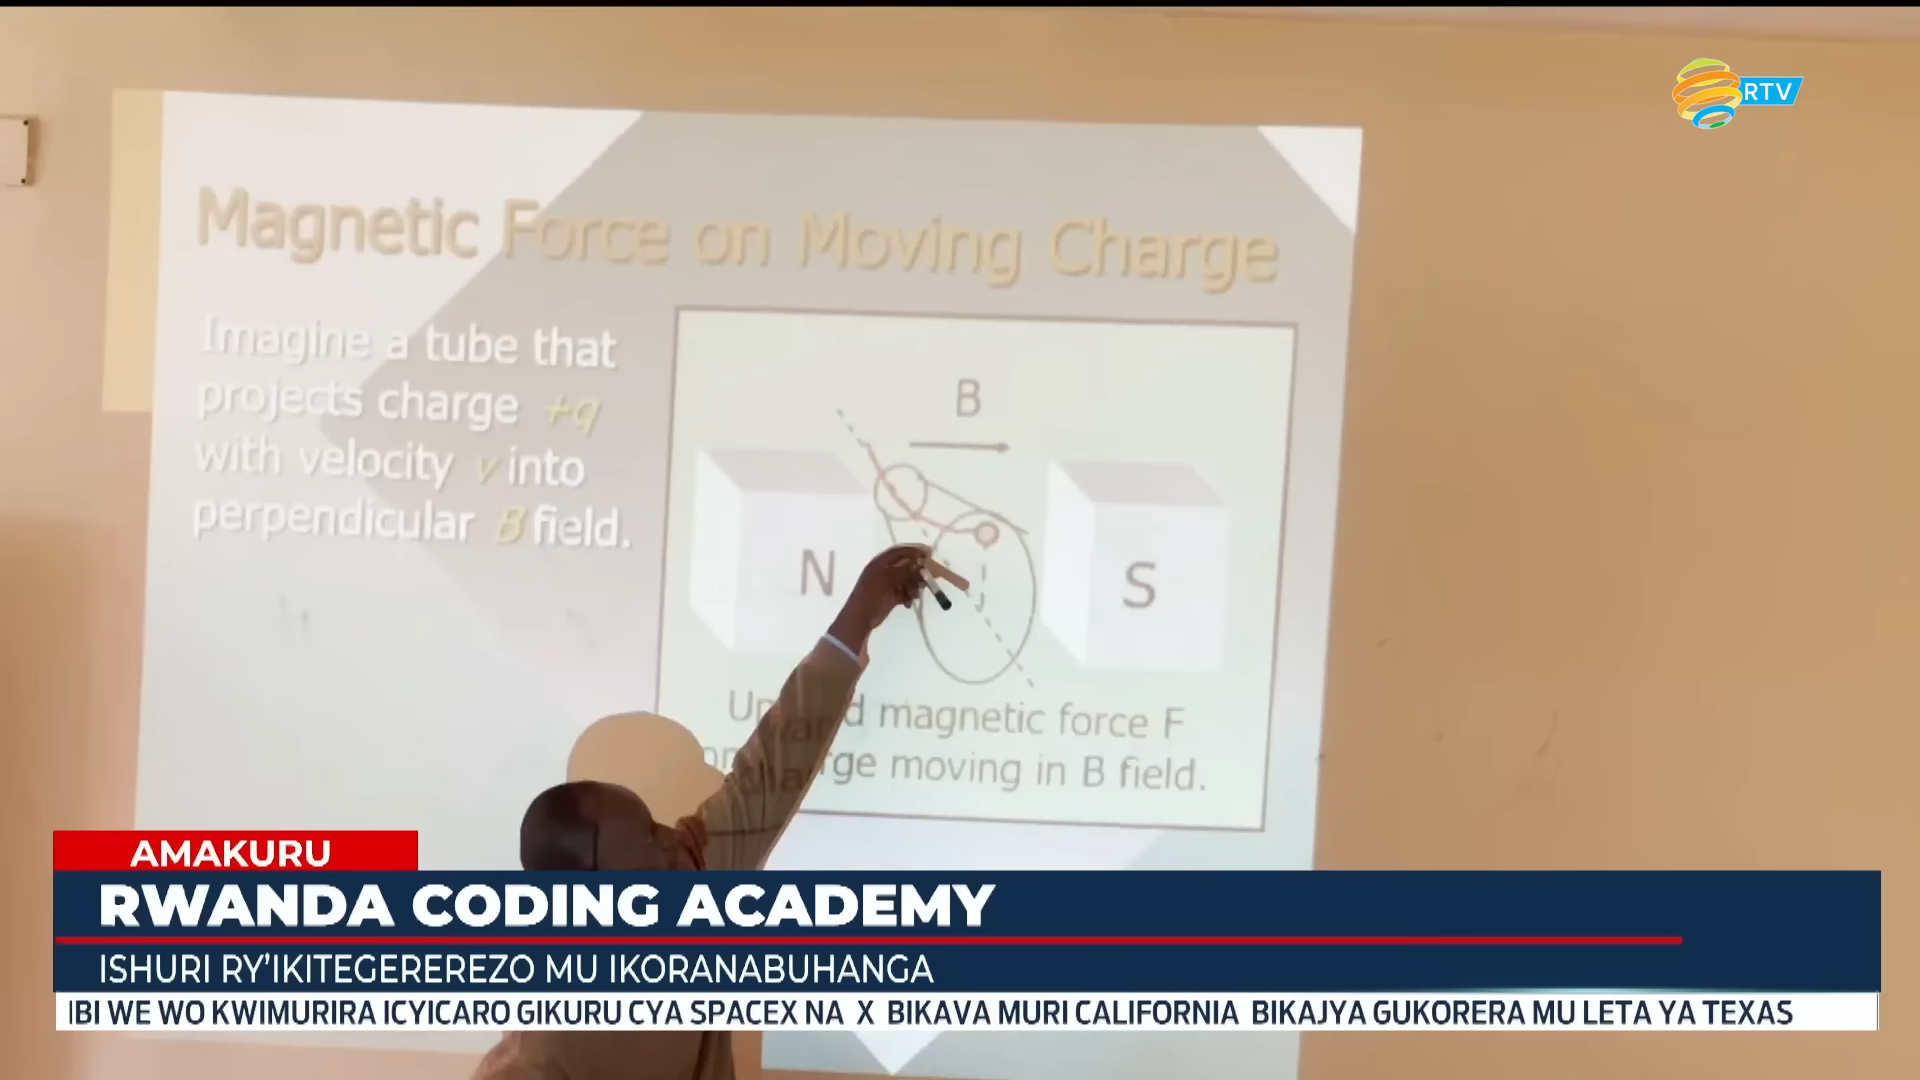 RTV
Magnetic Force on Moving Charge
Imagine a tube that
projects charge +q
with velocity v into
perpendicular B field.
B
N
S
magnetic force F
moving in B field.
AMAKURU
RWANDA CODING ACADEMY
ISHURI RY'IKITEGEREREZO MU IKORANABUHANGA
IBI WE WO KWIMURIRA ICYICARO GIKURU CYA SPACEX NA X BIKAVA MURI CALIFORNIA BIKAJYA GUKORERA MU LETA YA TEXAS